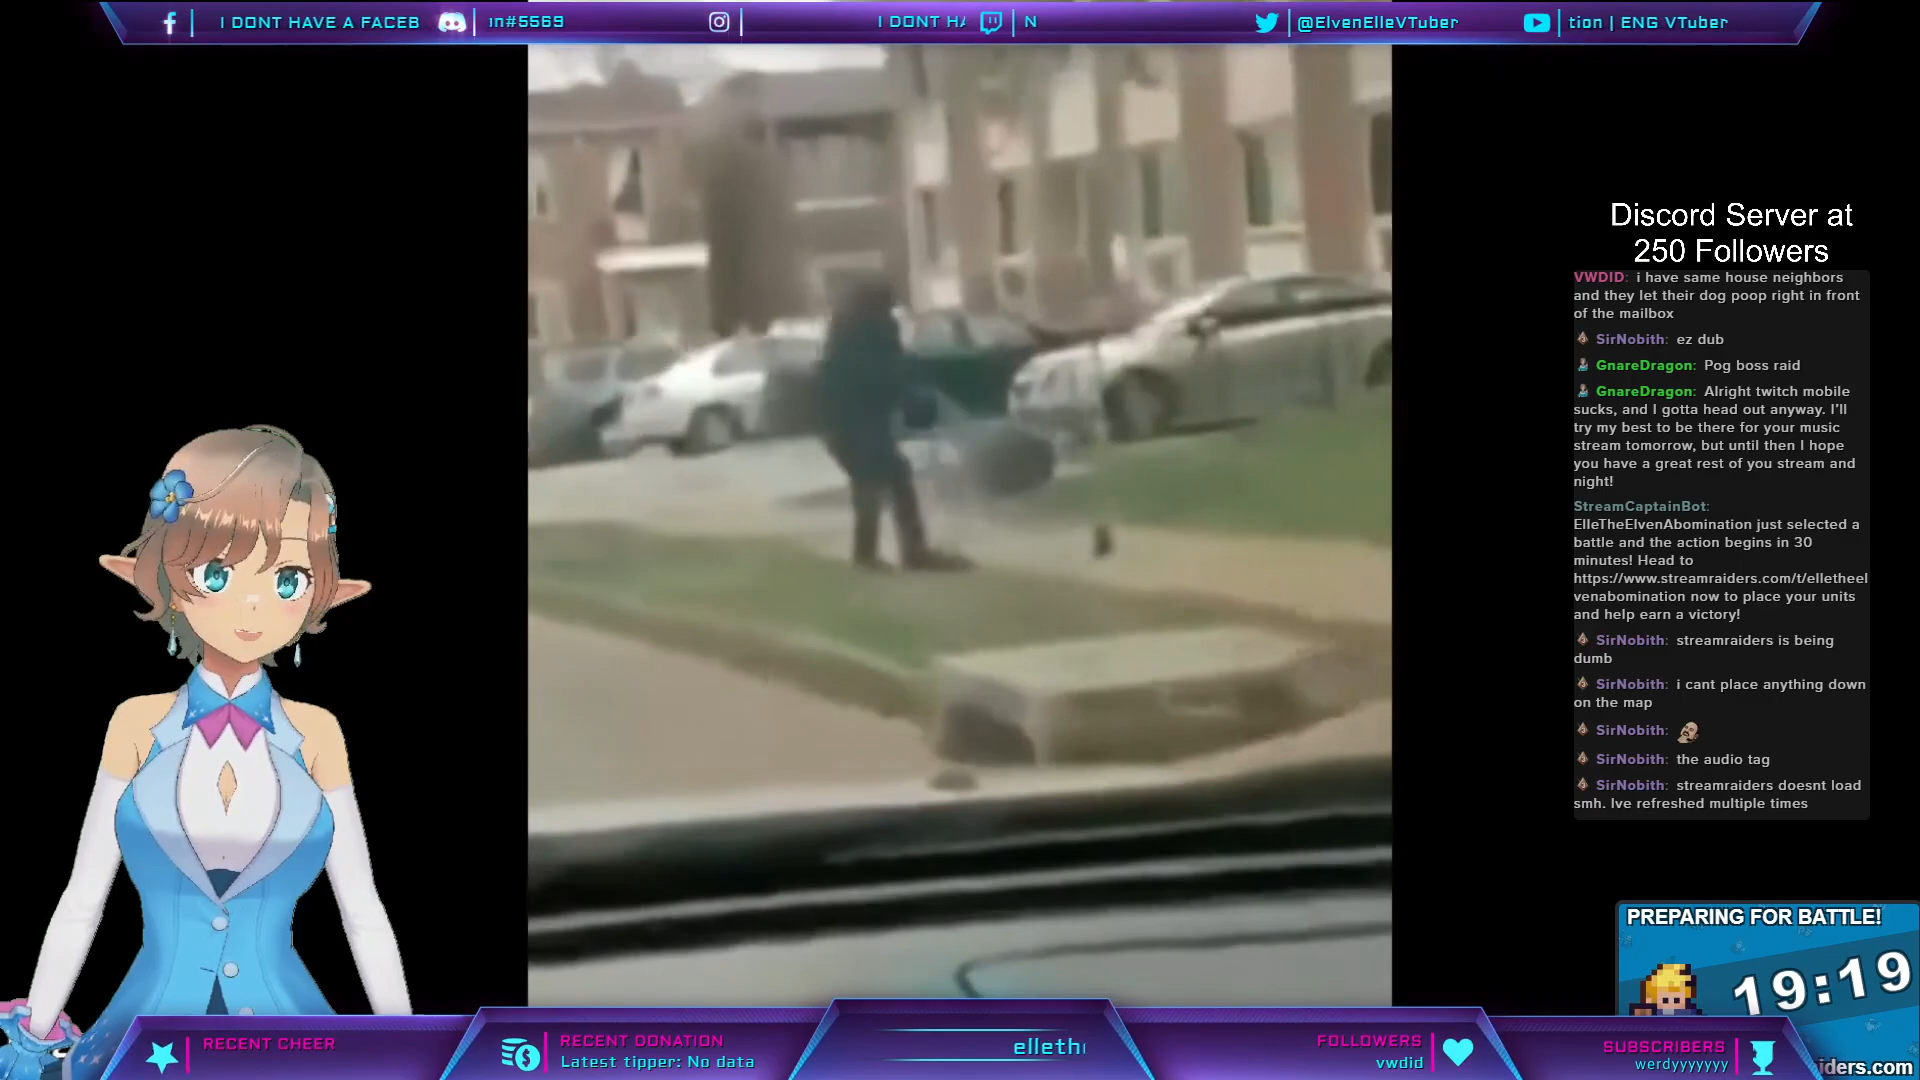 I DONT HAVE A FACEB
in#5569
I DONT HA
N
@ElvenElleVTuber
tion | ENG VTuber
Discord Server at
250 Followers
VWDID: i have same house neighbors
and they let their dog poop right in front
of the mailbox
SirNobith: ez dub
GnareDragon: Pog boss raid
GnareDragon: Alright twitch mobile
sucks, and I gotta head out anyway. I'll
try my best to be there for your music
stream tomorrow, but until then I hope
you have a great rest of you stream and
night!
StreamCaptainBot:
ElleTheElvenAbomination just selected a
battle and the action begins in 30
minutes! Head to
https://www.streamraiders.com/t/elletheel
venabomination now to place your units
and help earn a victory!
SirNobith: streamraiders is being
dumb
SirNobith: i cant place anything down
on the map
SirNobith:
SirNobith: the audio tag
SirNobith: streamraiders doesnt load
smh. Ive refreshed multiple times
PREPARING FOR BATTLE!
19:19
iders.com
RECENT CHEER
RECENT DONATION
Latest tipper: No data
elleth
FOLLOWERS
vwdid
SUBSCRIBERS
werdyyyyyyy